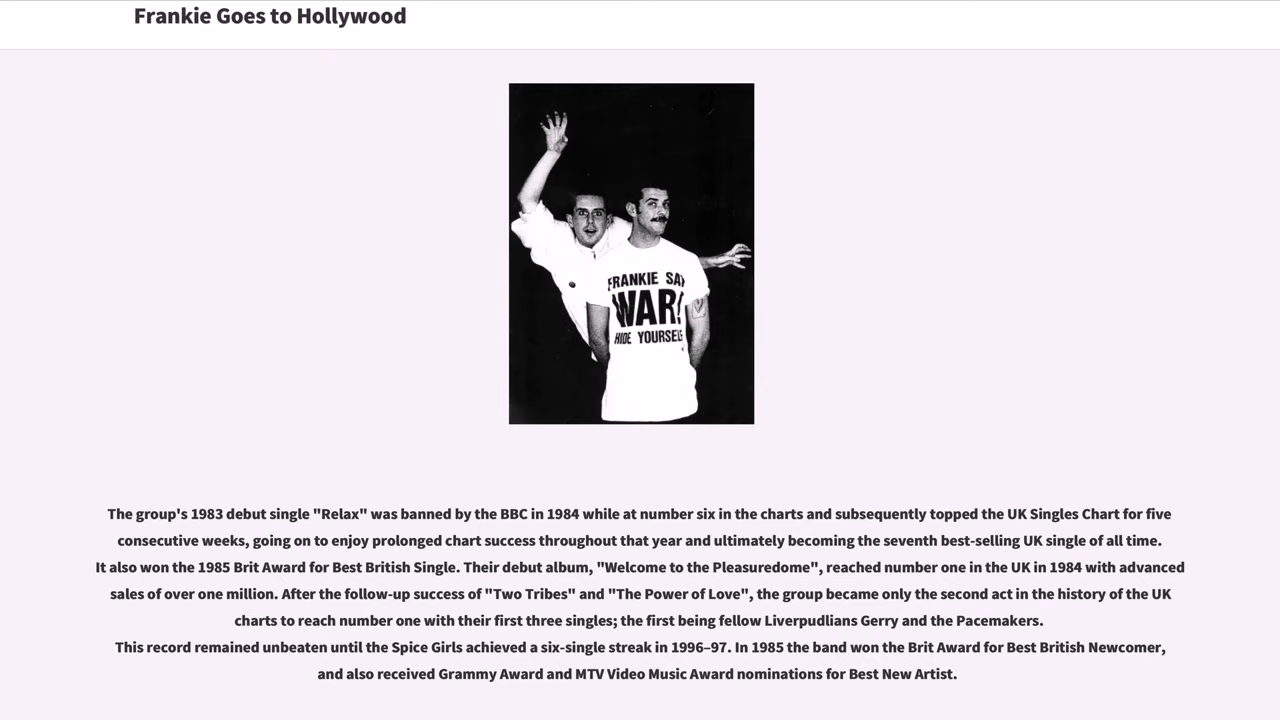 Frankie Goes to Hollywood
FRANKIE SAY
WAR!
HIDE YOURSELF
The group's 1983 debut single "Relax" was banned by the BBC in 1984 while at number six in the charts and subsequently topped the UK Singles Chart for five
consecutive weeks, going on to enjoy prolonged chart success throughout that year and ultimately becoming the seventh best-selling UK single of all time.
It also won the 1985 Brit Award for Best British Single. Their debut album, "Welcome to the Pleasuredome", reached number one in the UK in 1984 with advanced
sales of over one million. After the follow-up success of "Two Tribes" and "The Power of Love", the group became only the second act in the history of the UK
charts to reach number one with their first three singles; the first being fellow Liverpudlians Gerry and the Pacemakers.
This record remained unbeaten until the Spice Girls achieved a six-single streak in 1996–97. In 1985 the band won the Brit Award for Best British Newcomer,
and also received Grammy Award and MTV Video Music Award nominations for Best New Artist.